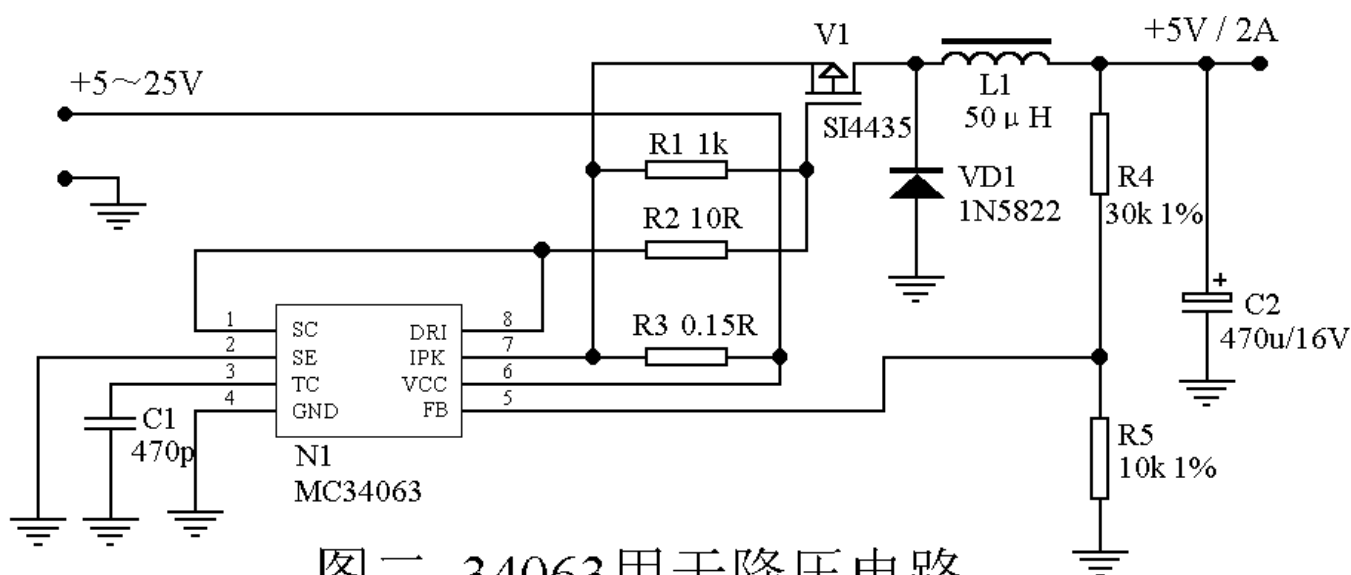 +5V / 2A
V1
+5～25V
L1
50 μ H
SI4435
R1 1k
VD1
1N5822
R4
30k 1%
R2 10R
C2
470u/16V
+
R3 0.15R
1 SC DRI 8
2 SE IPK 7
3 TC VCC 6
4 GND FB 5
C1
470p
N1
MC34063
R5
10k 1%
图二 34063用于降压电路